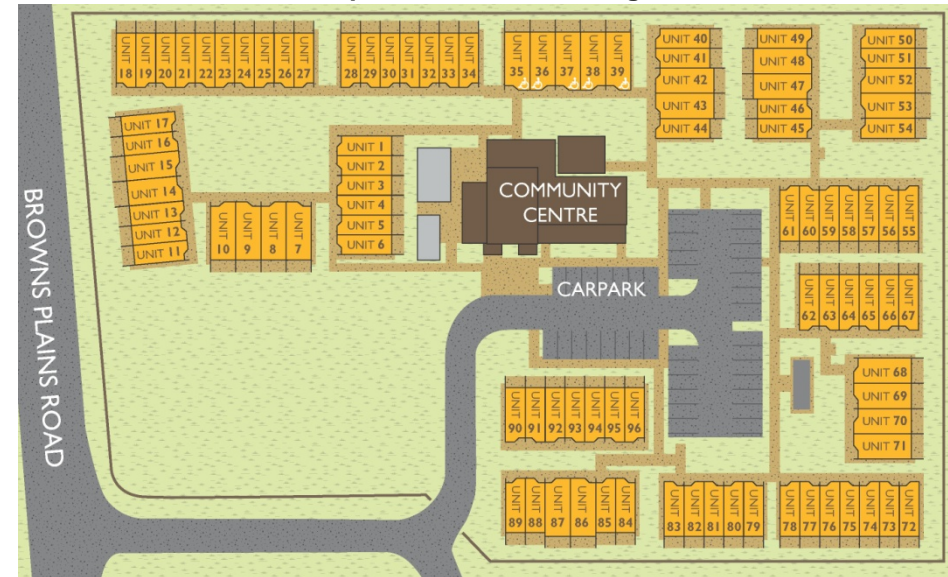 UNIT 18
UNIT 19
UNIT 20
UNIT 21
UNIT 22
UNIT 23
UNIT 24
UNIT 25
UNIT 26
UNIT 27
UNIT 28
UNIT 29
UNIT 30
UNIT 31
UNIT 32
UNIT 33
UNIT 34
UNIT 35
UNIT 36
UNIT 37
UNIT 38
UNIT 39
UNIT 40
UNIT 41
UNIT 42
UNIT 43
UNIT 44
UNIT 49
UNIT 48
UNIT 47
UNIT 46
UNIT 45
UNIT 50
UNIT 51
UNIT 52
UNIT 53
UNIT 54
UNIT 17
UNIT 16
UNIT 15
UNIT 14
UNIT 13
UNIT 12
UNIT 11
UNIT 10
UNIT 9
UNIT 8
UNIT 7
UNIT 1
UNIT 2
UNIT 3
UNIT 4
UNIT 5
UNIT 6
COMMUNITY
CENTRE
UNIT 61
UNIT 60
UNIT 59
UNIT 58
UNIT 57
UNIT 56
UNIT 55
BROWNS PLAINS ROAD
CARPARK
UNIT 62
UNIT 63
UNIT 64
UNIT 65
UNIT 66
UNIT 67
UNIT 68
UNIT 69
UNIT 70
UNIT 71
UNIT 90
UNIT 91
UNIT 92
UNIT 93
UNIT 94
UNIT 95
UNIT 96
UNIT 89
UNIT 88
UNIT 87
UNIT 86
UNIT 85
UNIT 84
UNIT 83
UNIT 82
UNIT 81
UNIT 80
UNIT 79
UNIT 78
UNIT 77
UNIT 76
UNIT 75
UNIT 74
UNIT 73
UNIT 72